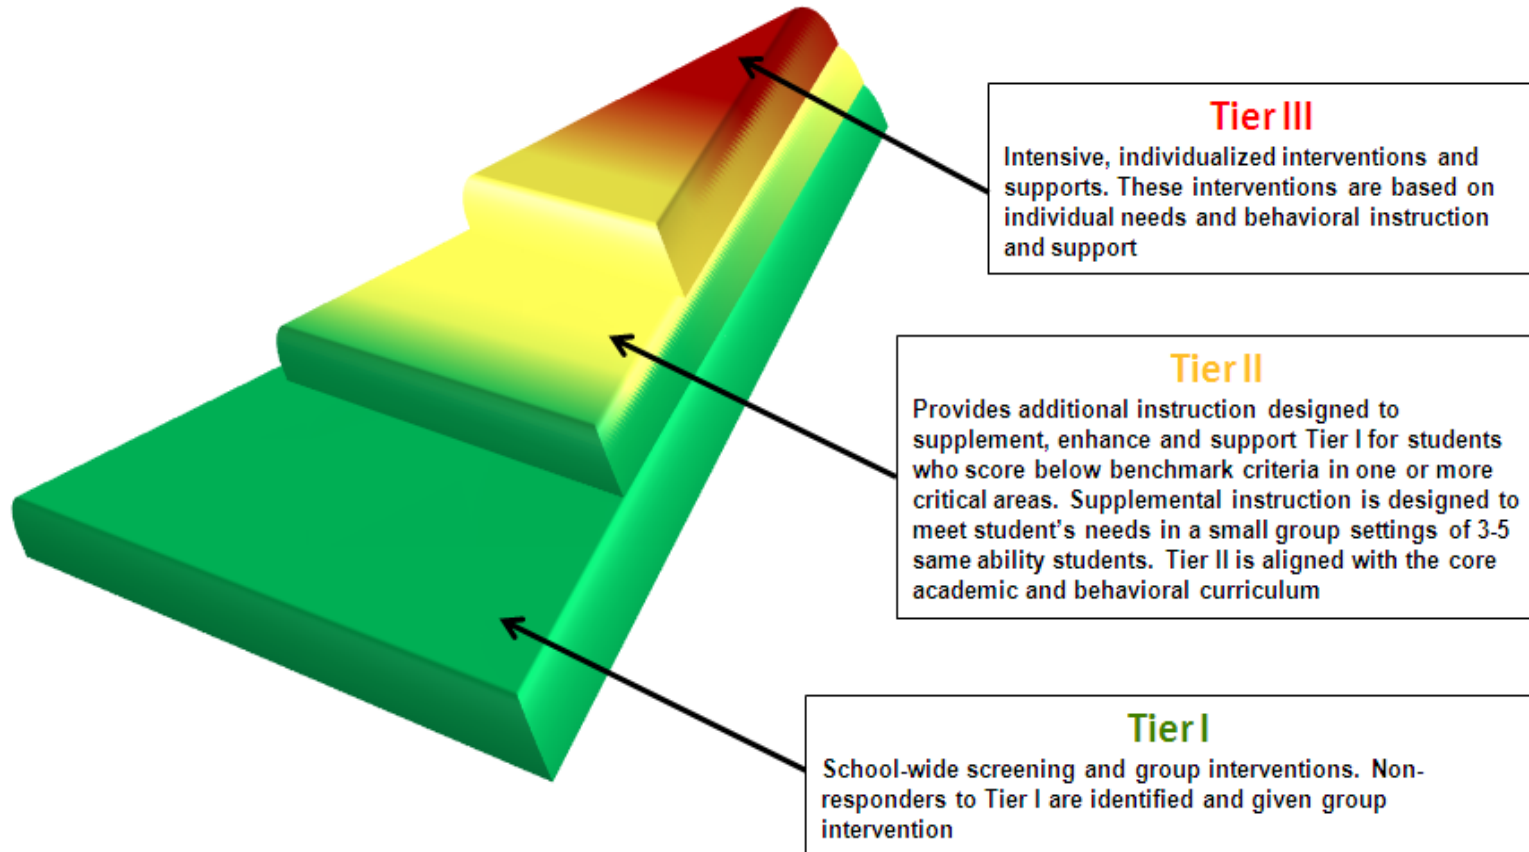 Tier III
Intensive, individualized interventions and
supports. These interventions are based on
individual needs and behavioral instruction
and support
Tier II
Provides additional instruction designed to
supplement, enhance and support Tier I for students
who score below benchmark criteria in one or more
critical areas. Supplemental instruction is designed to
meet student's needs in a small group settings of 3-5
same ability students. Tier II is aligned with the core
academic and behavioral curriculum
Tier I
School-wide screening and group interventions. Non-
responders to Tier I are identified and given group
intervention